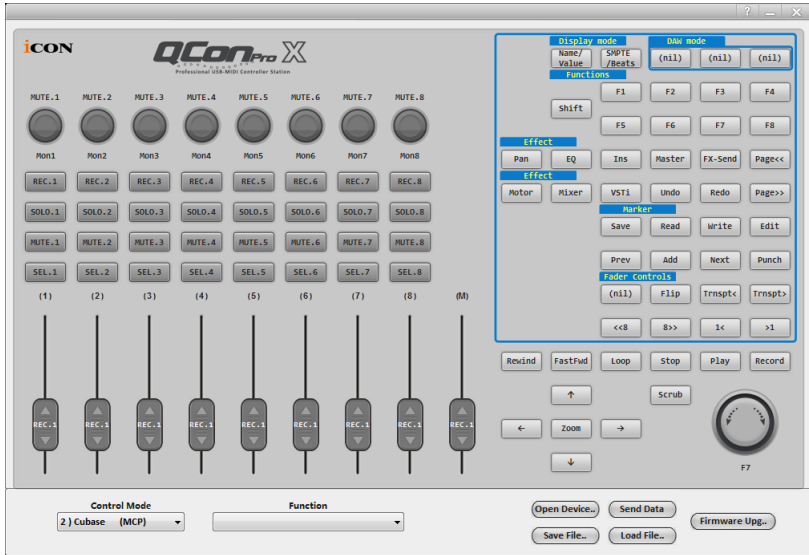 ? _ X
iCON
QCon Pro X
Professional USB-MIDI Controller Station
Display mode DAW mode
Name/ Value SMPTE /Beats (nil) (nil) (nil)
Functions
Shift F1 F2 F3 F4
F5 F6 F7 F8
Effect
Pan EQ Ins Master FX-Send Page<<
Effect
Motor Mixer VSTi Undo Redo Page>>
Marker
Save Read Write Edit
Prev Add Next Punch
Fader Controls
(nil) Flip Trnspt< Trnspt>
<<8 8>> 1< >1
MUTE.1 MUTE.2 MUTE.3 MUTE.4 MUTE.5 MUTE.6 MUTE.7 MUTE.8
Mon1 Mon2 Mon3 Mon4 Mon5 Mon6 Mon7 Mon8
REC.1 REC.2 REC.3 REC.4 REC.5 REC.6 REC.7 REC.8
SOLO.1 SOLO.2 SOLO.3 SOLO.4 SOLO.5 SOLO.6 SOLO.7 SOLO.8
MUTE.1 MUTE.2 MUTE.3 MUTE.4 MUTE.5 MUTE.6 MUTE.7 MUTE.8
SEL.1 SEL.2 SEL.3 SEL.4 SEL.5 SEL.6 SEL.7 SEL.8
(1) (2) (3) (4) (5) (6) (7) (8) (M)
REC.1 REC.1 REC.1 REC.1 REC.1 REC.1 REC.1 REC.1 REC.1
Rewind FastFwd Loop Stop Play Record
↑ Scrub
← Zoom →
↓
F7
Control Mode Function
2 ) Cubase (MCP)
Open Device.. Send Data
Save File.. Load File..
Firmware Upg..